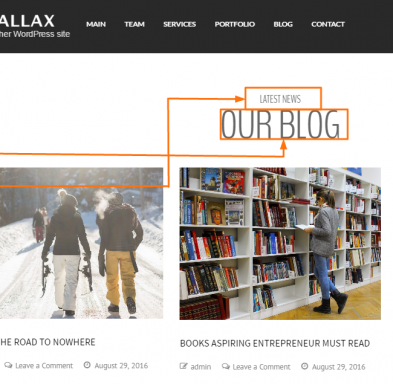 ALLAX
her WordPress site
MAIN TEAM SERVICES PORTFOLIO BLOG CONTACT
LATEST NEWS
OUR BLOG
HE ROAD TO NOWHERE
Leave a Comment August 29, 2016
BOOKS ASPIRING ENTREPRENEUR MUST READ
admin Leave a Comment August 29, 2016